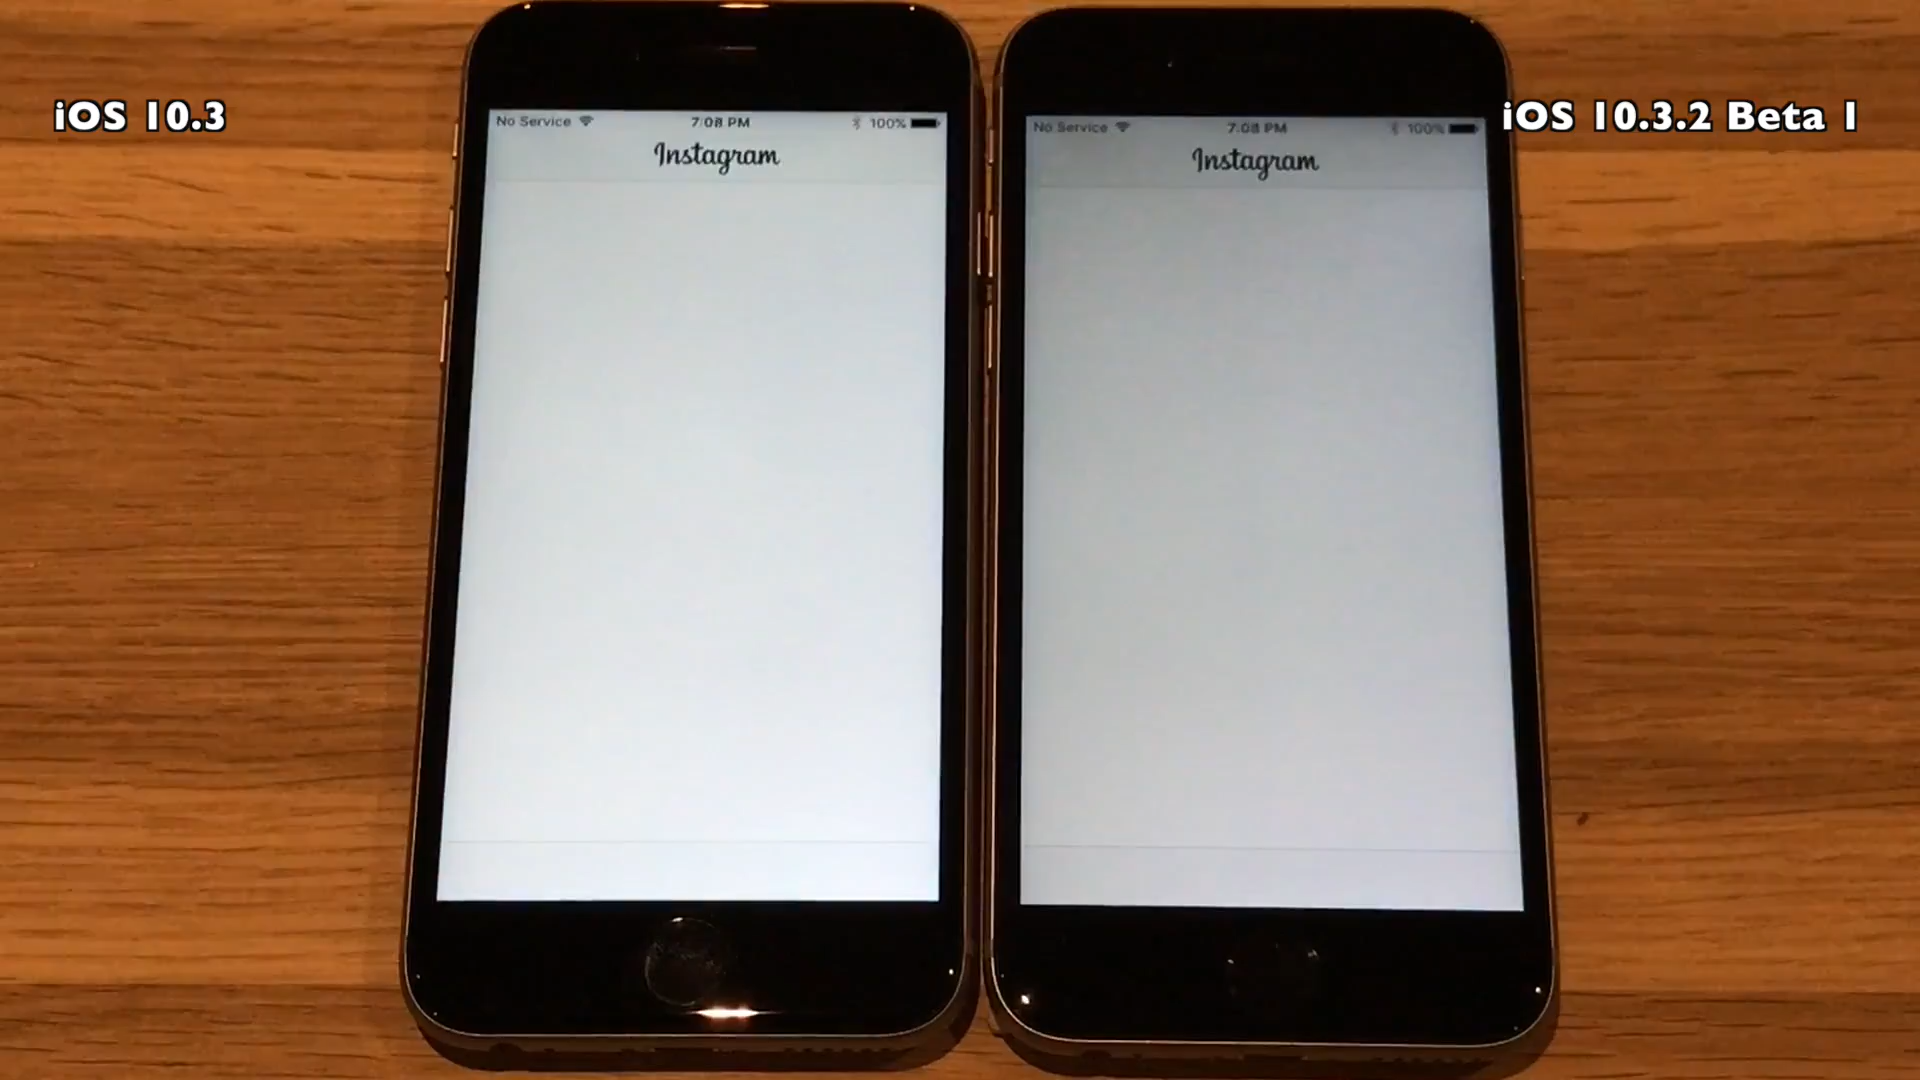 iOS 10.3
iOS 10.3.2 Beta 1
No Service 7:08 PM 100%
Instagram
No Service 7:08 PM 100%
Instagram